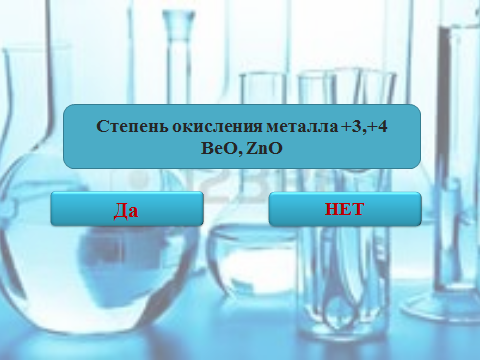 Степень окисления металла +3,+4
BeO, ZnO
Да
НЕТ